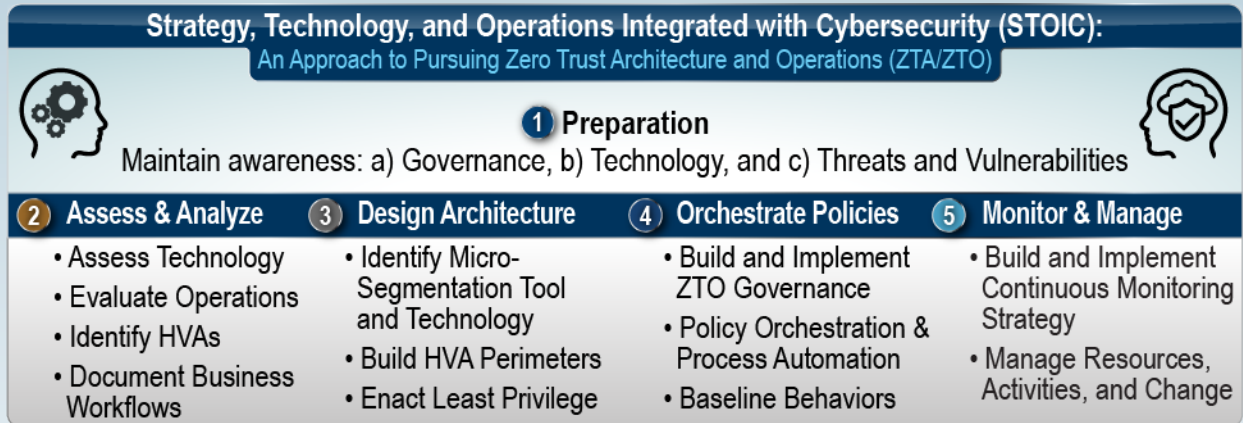 Strategy, Technology, and Operations Integrated with Cybersecurity (STOIC):
An Approach to Pursuing Zero Trust Architecture and Operations (ZTA/ZTO)
1 Preparation
Maintain awareness: a) Governance, b) Technology, and c) Threats and Vulnerabilities
2 Assess & Analyze
• Assess Technology
• Evaluate Operations
• Identify HVAs
• Document Business
Workflows
3 Design Architecture
• Identify Micro-
Segmentation Tool
and Technology
• Build HVA Perimeters
• Enact Least Privilege
4 Orchestrate Policies
• Build and Implement
ZTO Governance
• Policy Orchestration &
Process Automation
• Baseline Behaviors
5 Monitor & Manage
• Build and Implement
Continuous Monitoring
Strategy
• Manage Resources,
Activities, and Change